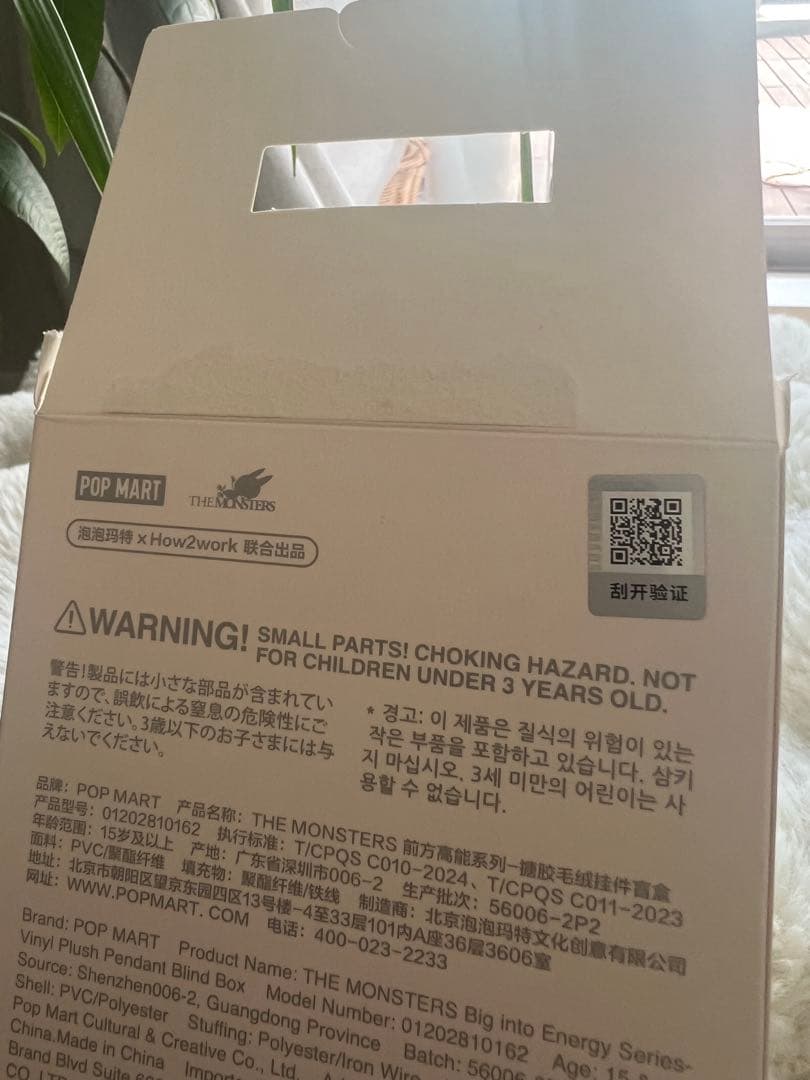 POP MART
THE MONSTERS
泡泡玛特 x How2work 联合出品
刮开验证
WARNING! SMALL PARTS! CHOKING HAZARD. NOT
FOR CHILDREN UNDER 3 YEARS OLD.
警告!製品には小さな部品が含まれてい
ますので、誤飲による窒息の危険性にご
注意ください。3歳以下のお子さまには与
えないでください。
* 경고: 이 제품은 질식의 위험이 있는
작은 부품을 포함하고 있습니다. 삼키
지 마십시오. 3세 미만의 어린이는 사
용할 수 없습니다.
品牌: POP MART 产品名称: THE MONSTERS 前方高能系列-搪胶毛绒挂件盲盒
产品型号: 01202810162 执行标准: T/CPQS C010-2024、T/CPQS C011-2023
年龄范围: 15岁及以上 产地: 广东省深圳市006-2 生产批次: 56006-2P2
面料: PVC/聚酯纤维 填充物: 聚酯纤维/铁线 制造商: 北京泡泡玛特文化创意有限公司
地址: 北京市朝阳区望京东园四区13号楼-4至33层101内A座36层3606室
网址: WWW.POPMART.COM 电话: 400-023-2233
Brand: POP MART Product Name: THE MONSTERS Big into Energy Series-
Vinyl Plush Pendant Blind Box Model Number: 01202810162 Age: 15
Source: Shenzhen006-2, Guangdong Province Batch: 56006
Shell: PVC/Polyester Stuffing: Polyester/Iron Wire
Pop Mart Cultural & Creative Co., Ltd.
China.Made in China
Brand Blvd Suite
CO.,LTD